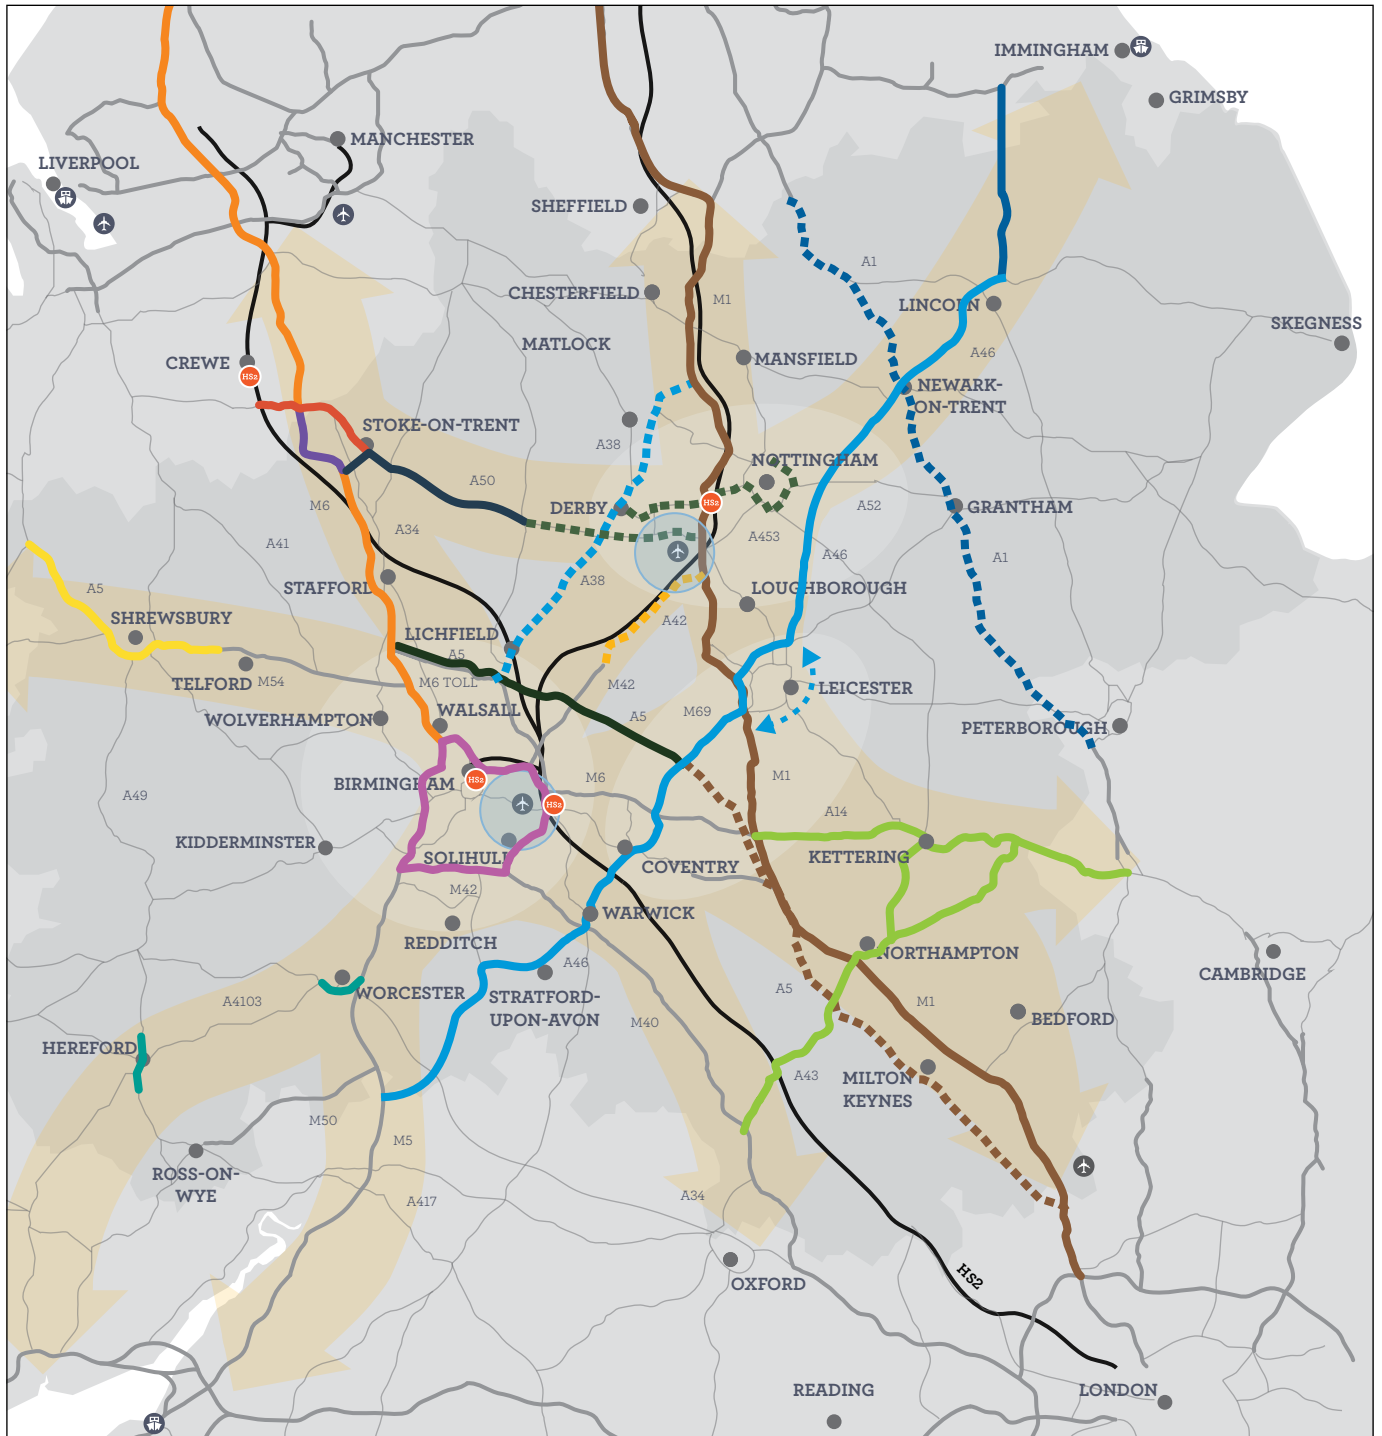 IMMINGHAM
GRIMSBY
MANCHESTER
LIVERPOOL
SHEFFIELD
A1
CHESTERFIELD
M1
LINCOLN
SKEGNESS
MATLOCK
MANSFIELD
A46
CREWE
HS2
NEWARK-
ON-TRENT
STOKE-ON-TRENT
A38
NOTTINGHAM
A50
M6
DERBY
HS2
A52
GRANTHAM
A34
A453
A41
A46
A1
A38
A5
STAFFORD
LOUGHBOROUGH
SHREWSBURY
A42
LICHFIELD
A5
TELFORD
M54
M6 TOLL
M42
LEICESTER
WOLVERHAMPTON
WALSALL
A5
M69
PETERBOROUGH
BIRMINGHAM
HS2
M6
M1
A49
HS2
A14
KIDDERMINSTER
SOLIHULL
COVENTRY
KETTERING
M42
WARWICK
REDDITCH
NORTHAMPTON
A46
CAMBRIDGE
A4103
WORCESTER
STRATFORD-
UPON-AVON
A5
M1
M40
BEDFORD
HEREFORD
A43
MILTON
KEYNES
M50
M5
ROSS-ON-
WYE
A417
A34
OXFORD
HS2
READING
LONDON